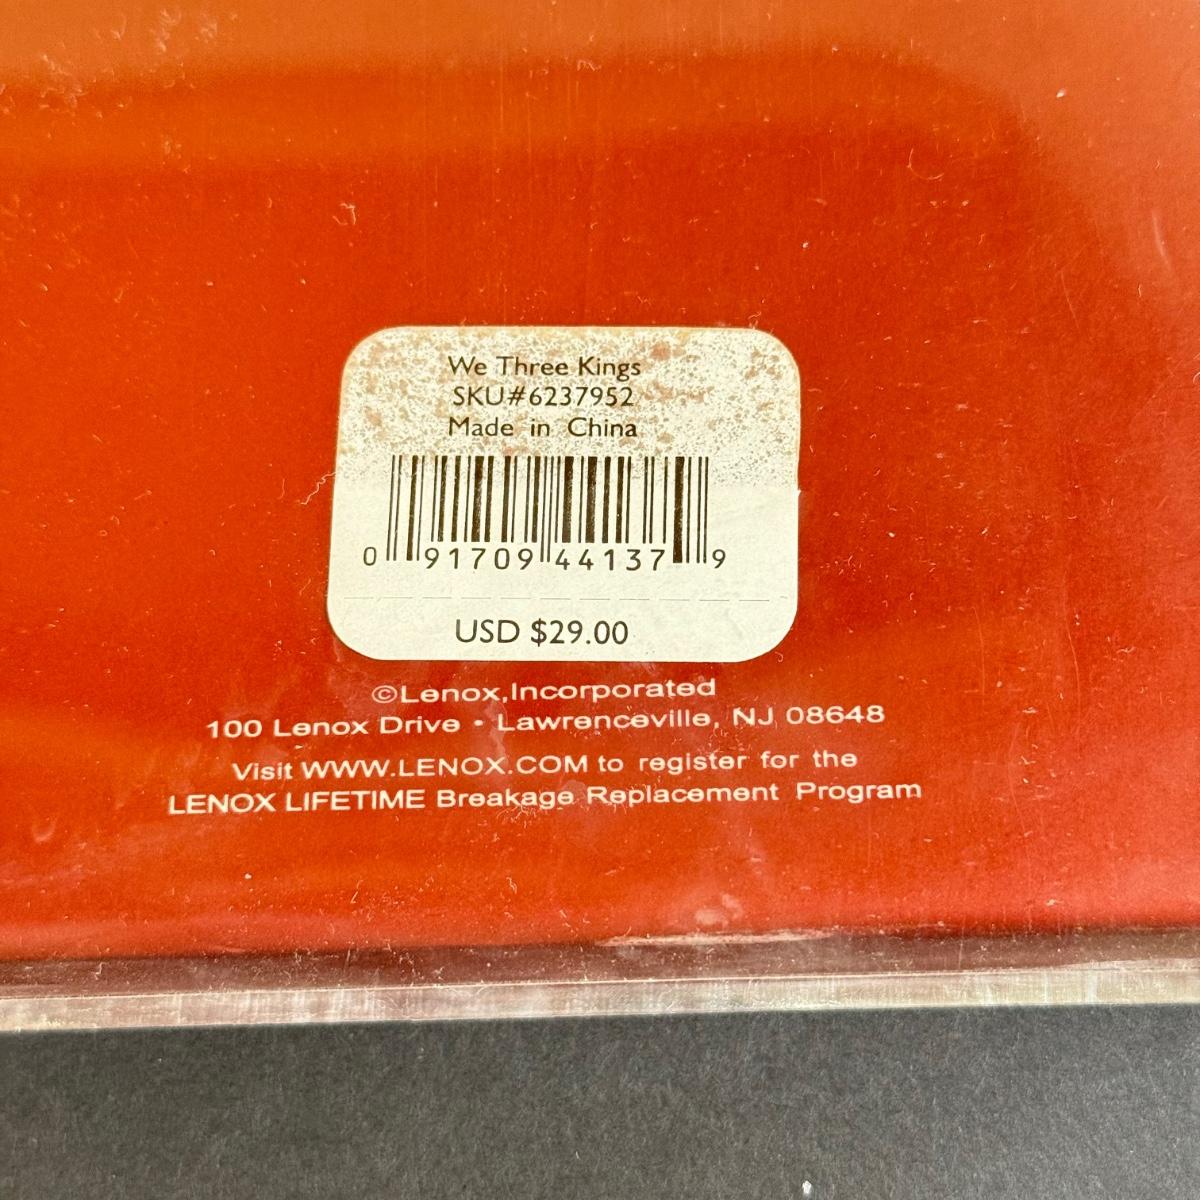 We Three Kings
SKU#6237952
Made in China
0 91709 44137 9
USD $29.00
©Lenox,Incorporated
100 Lenox Drive • Lawrenceville, NJ 08648
Visit WWW.LENOX.COM to register for the
LENOX LIFETIME Breakage Replacement Program